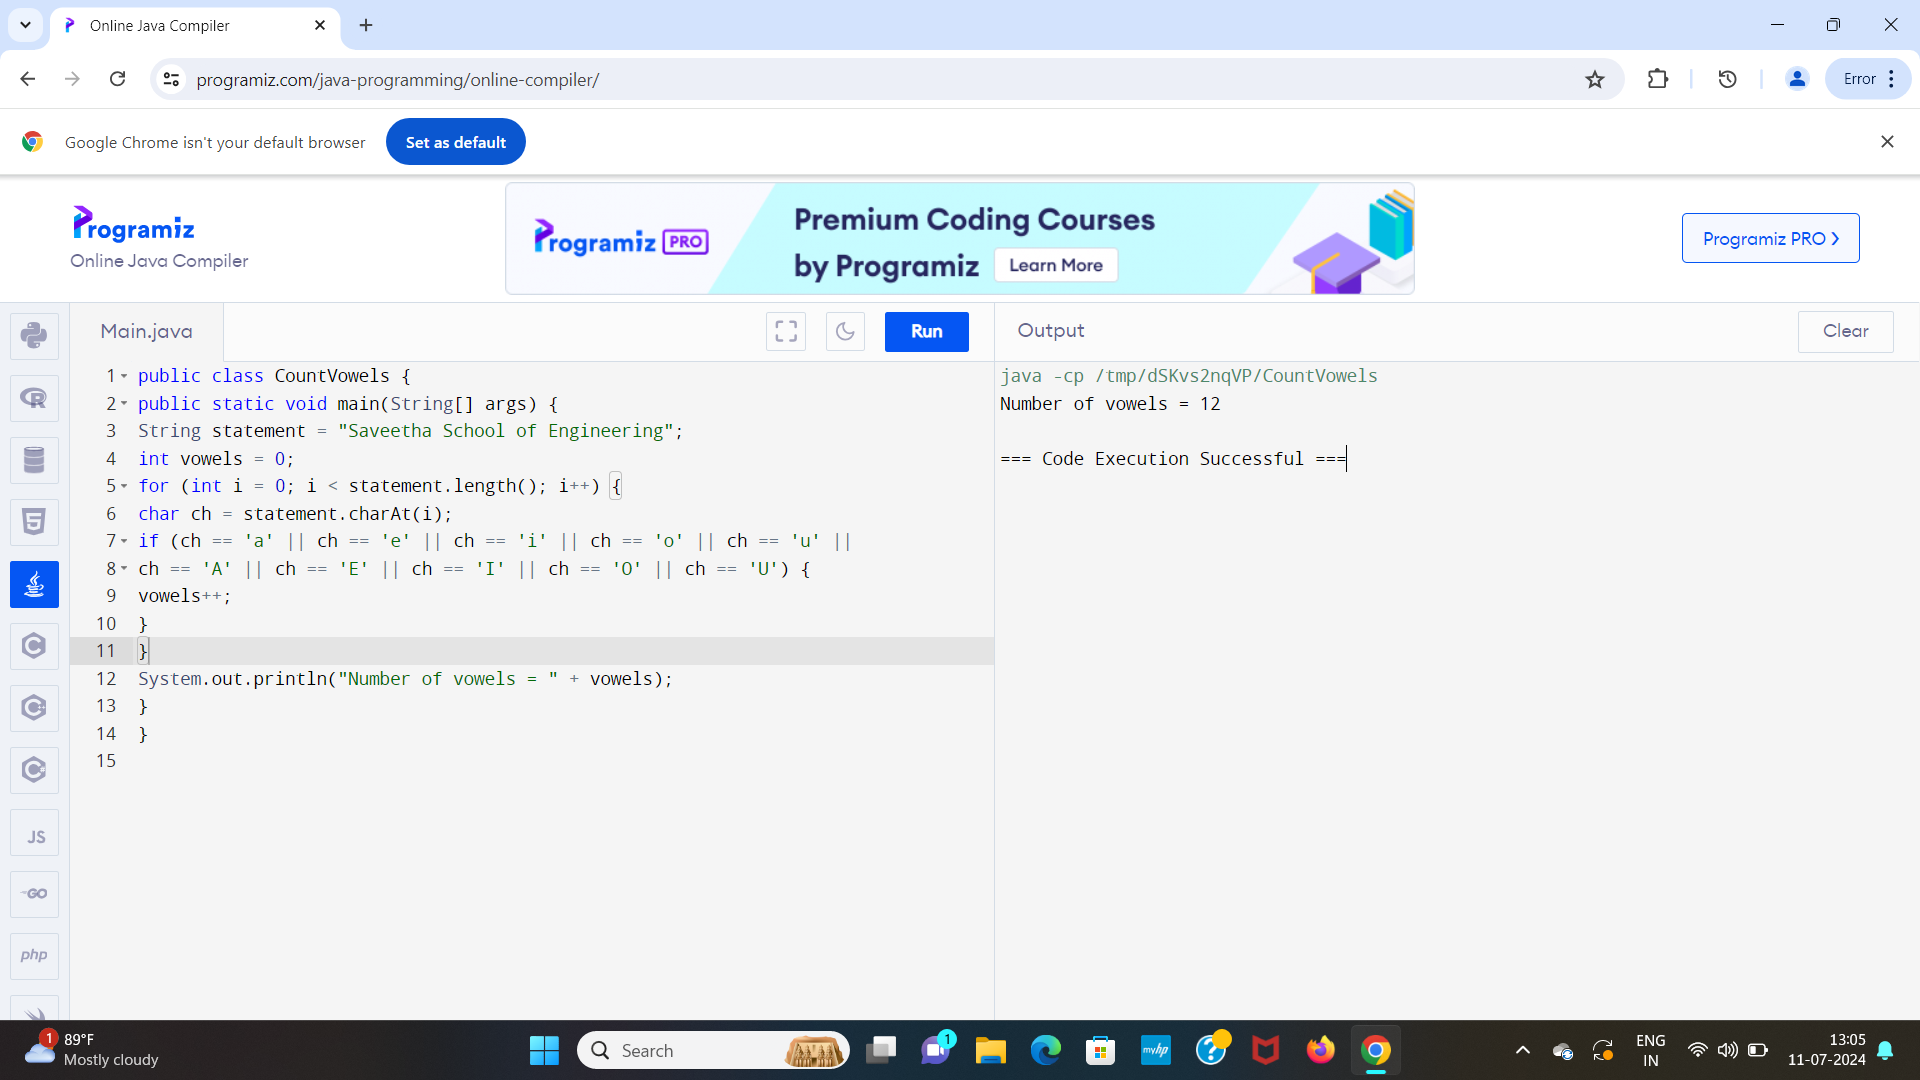 Online Java Compiler
programiz.com/java-programming/online-compiler/
Error
Google Chrome isn't your default browser
Set as default
Programiz
Online Java Compiler
Programiz PRO
Premium Coding Courses
by Programiz
Learn More
Programiz PRO
Main.java
Run
Output
Clear
1 public class CountVowels {
2 public static void main(String[] args) {
3 String statement = "Saveetha School of Engineering";
4 int vowels = 0;
5 for (int i = 0; i < statement.length(); i++) {
6 char ch = statement.charAt(i);
7 if (ch == 'a' || ch == 'e' || ch == 'i' || ch == 'o' || ch == 'u' ||
8 ch == 'A' || ch == 'E' || ch == 'I' || ch == 'O' || ch == 'U') {
9 vowels++;
10 }
11 }
12 System.out.println("Number of vowels = " + vowels);
13 }
14 }
15
java -cp /tmp/dSKvs2nqVP/CountVowels
Number of vowels = 12
=== Code Execution Successful ===
R
5
C
C
C
JS
GO
php
1
89°F
Mostly cloudy
Search
1
myhp
?
ENG
IN
13:05
11-07-2024